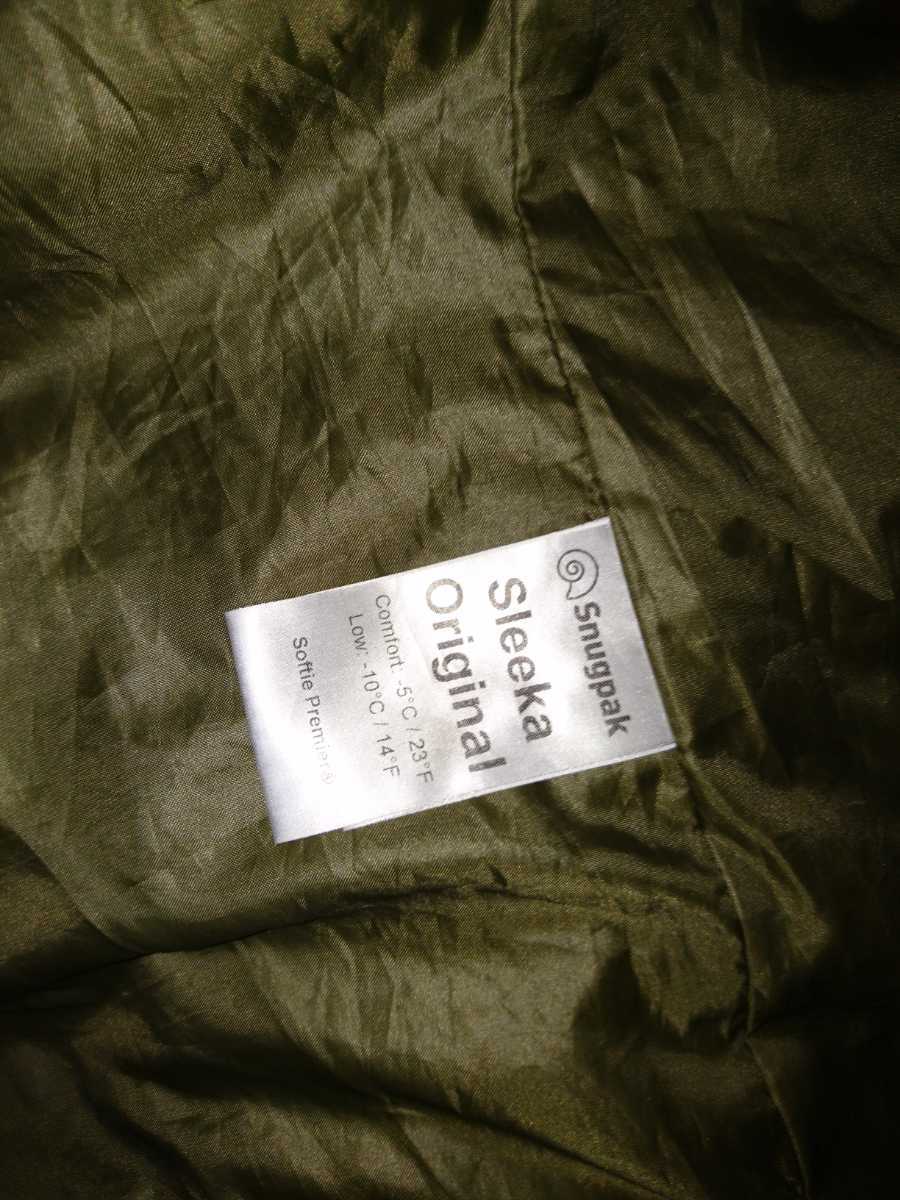 Snugpak
Sleeka
Original
Comfort: -5°C / 23°F
Low: -10°C / 14°F
Softie Premier®